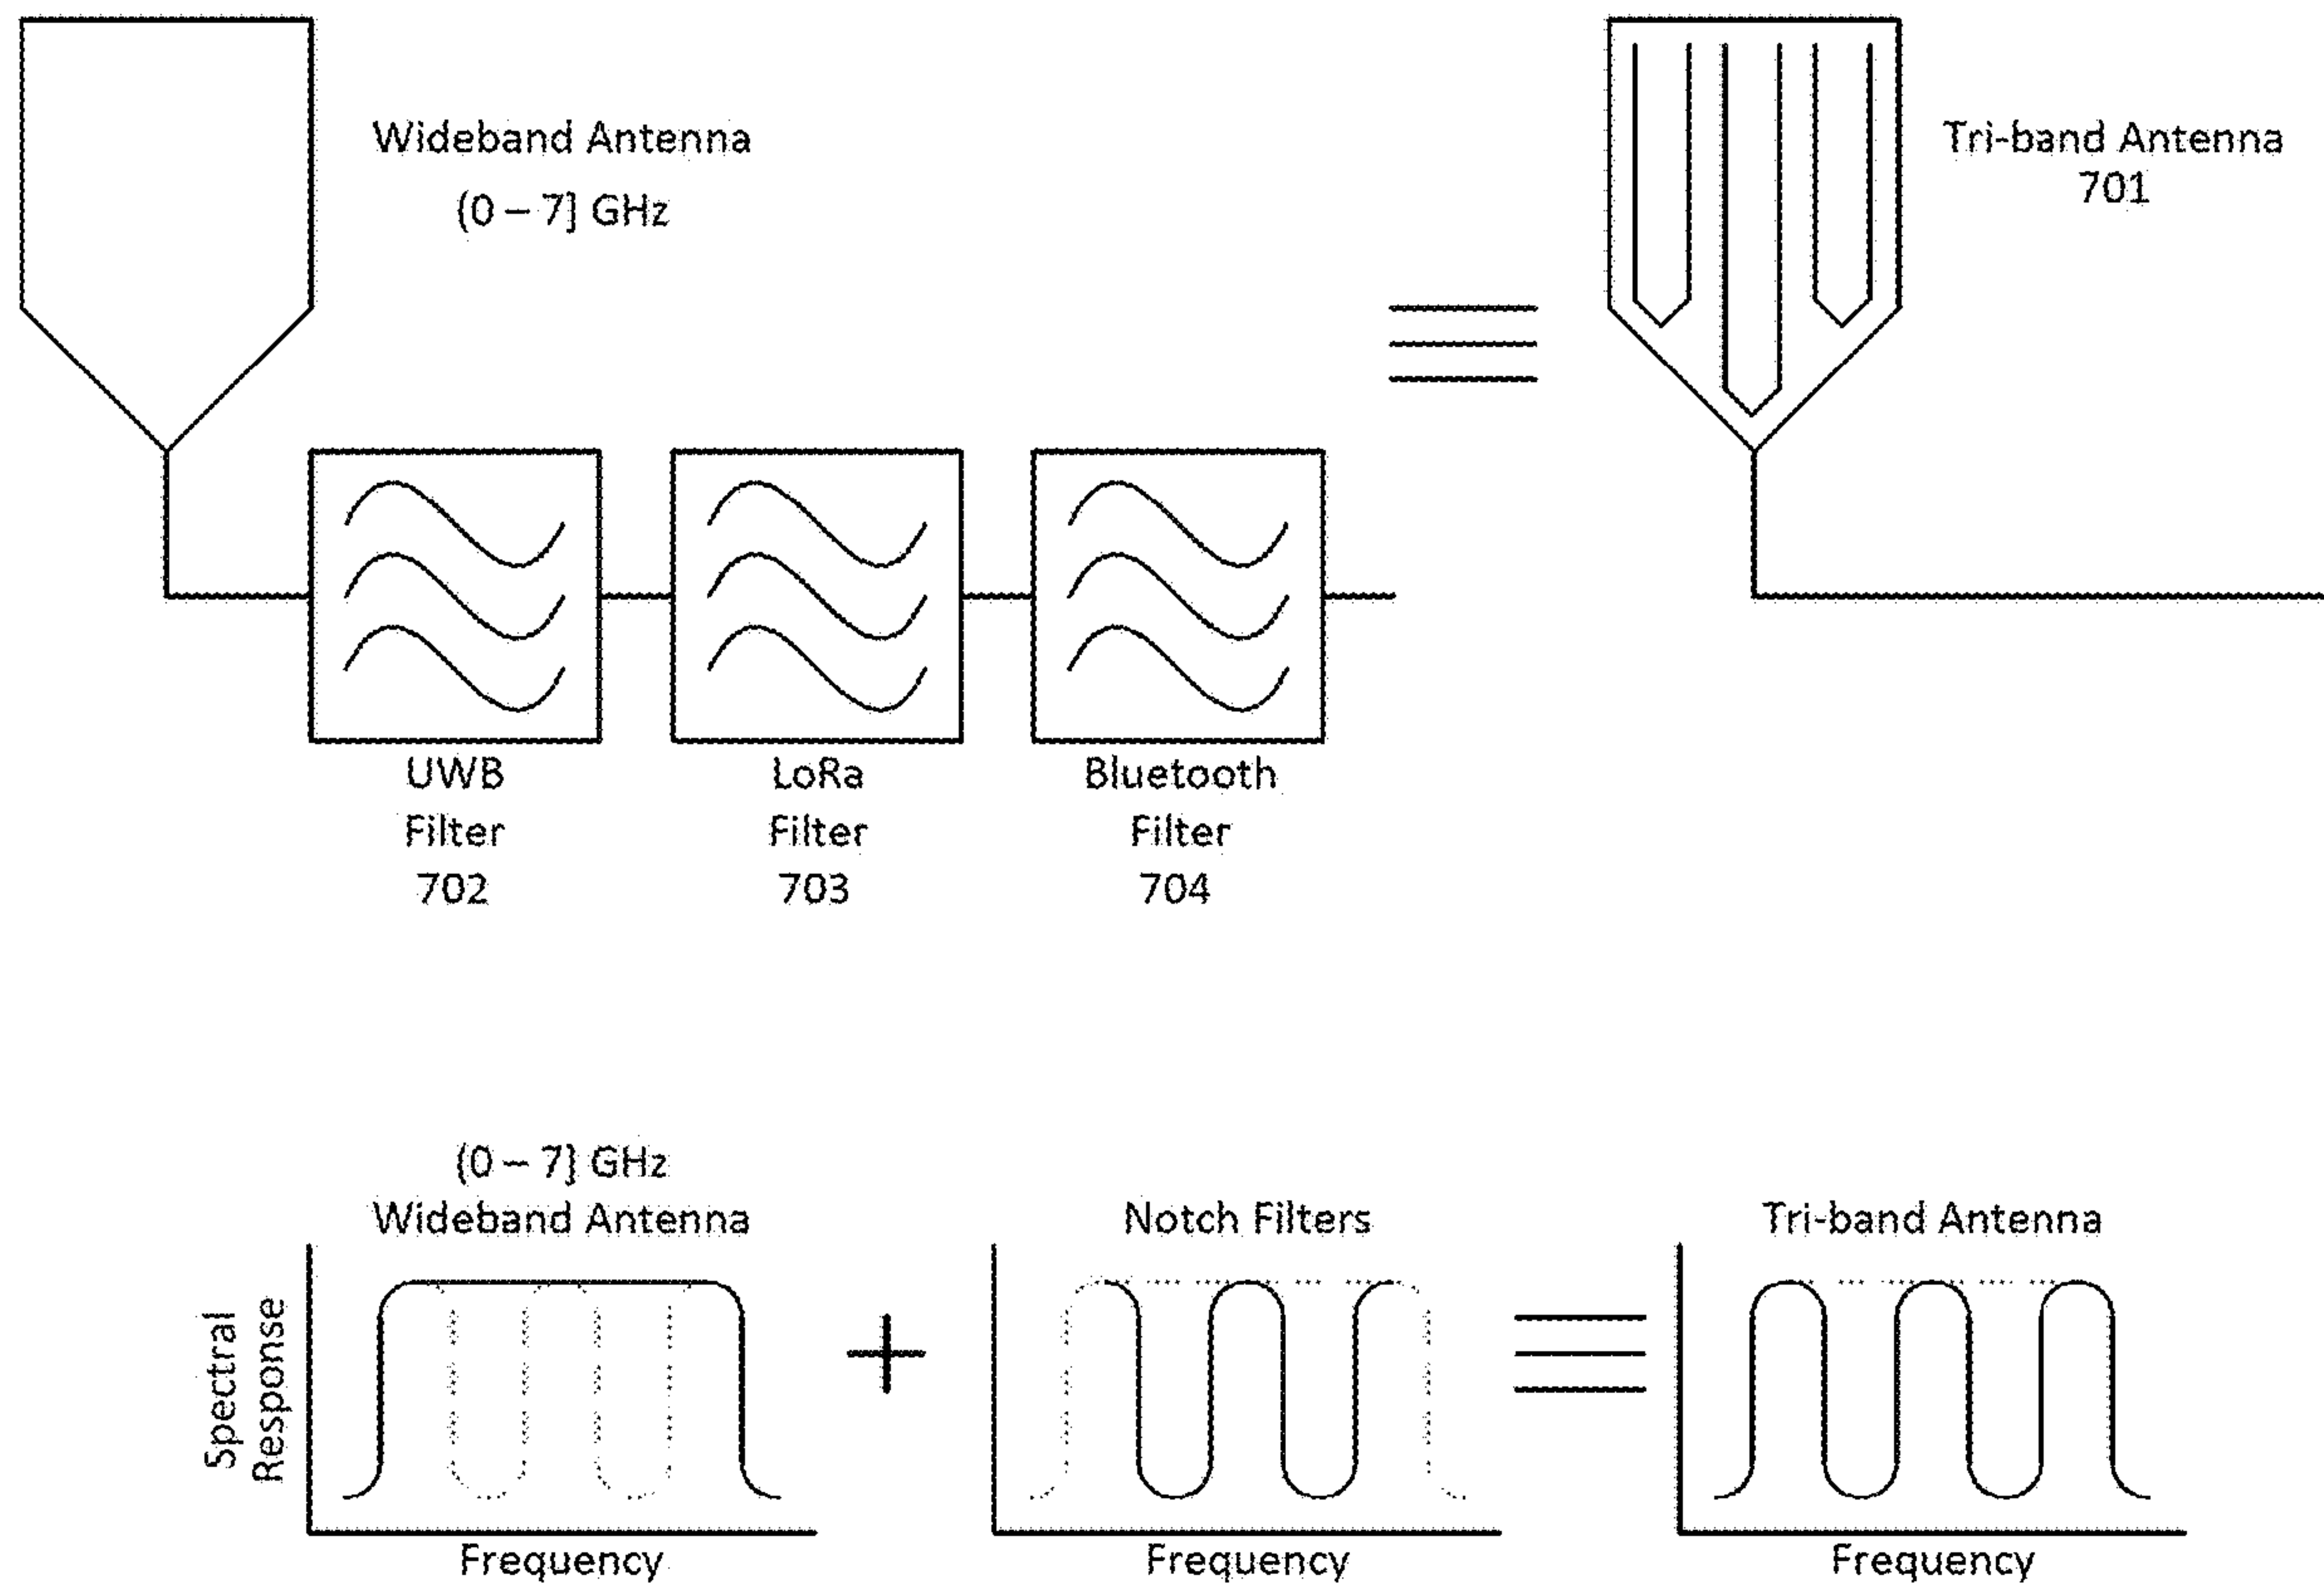 Wideband Antenna
(0 – 7] GHz
Tri-band Antenna
701
UWB
Filter
702
LoRa
Filter
703
Bluetooth
Filter
704
(0 – 7] GHz
Wideband Antenna
Notch Filters
Tri-band Antenna
Spectral
Response
Frequency
Frequency
Frequency